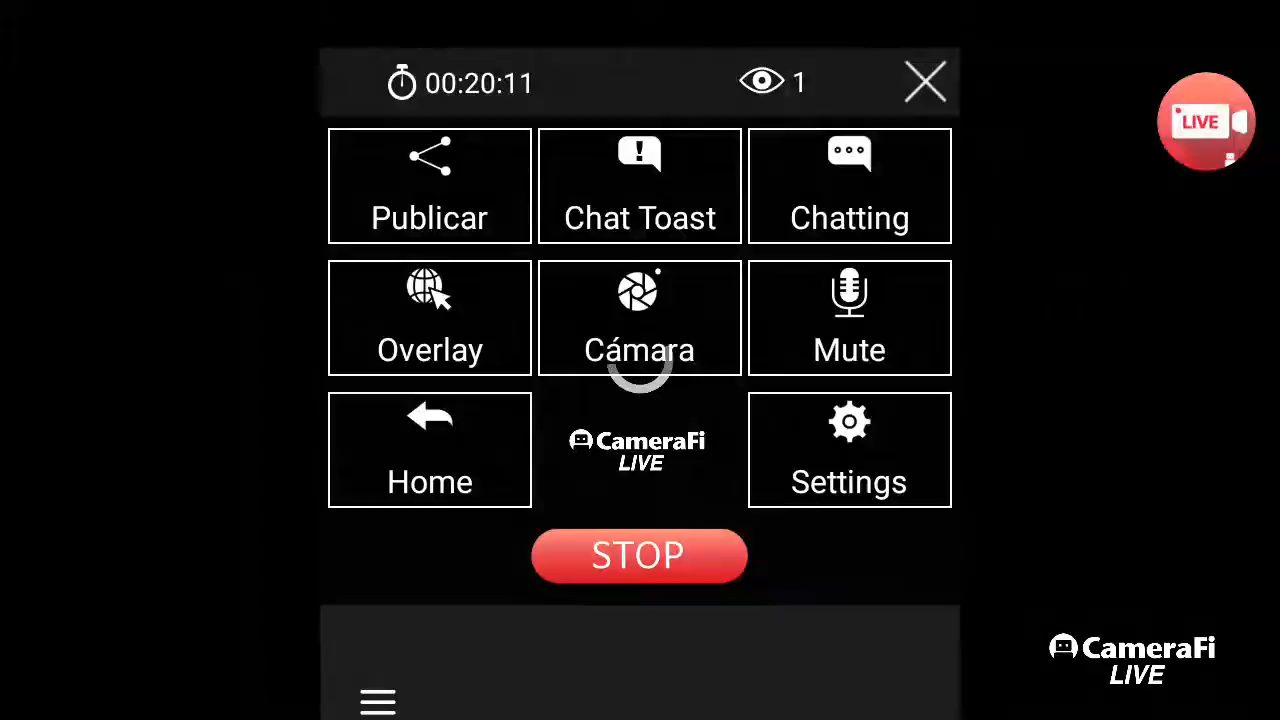 00:20:11
1
LIVE
Publicar
Chat Toast
Chatting
Overlay
Cámara
Mute
Home
CameraFi
LIVE
Settings
STOP
CameraFi
LIVE